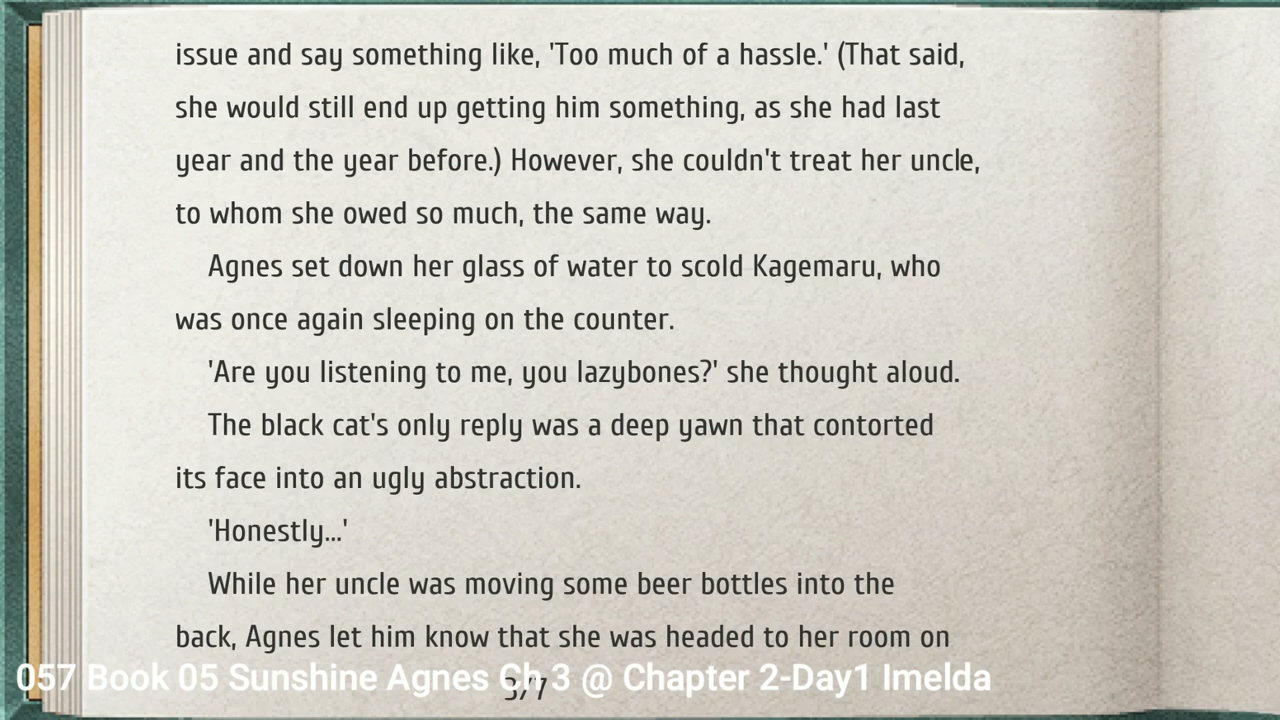 issue and say something like, 'Too much of a hassle.' (That said,
she would still end up getting him something, as she had last
year and the year before.) However, she couldn't treat her uncle,
to whom she owed so much, the same way.
Agnes set down her glass of water to scold Kagemaru, who
was once again sleeping on the counter.
'Are you listening to me, you lazybones?' she thought aloud.
The black cat's only reply was a deep yawn that contorted
its face into an ugly abstraction.
'Honestly...'
While her uncle was moving some beer bottles into the
back, Agnes let him know that she was headed to her room on
057 Book 05 Sunshine Agnes Ch 3 @ Chapter 2-Day1 Imelda
3/7